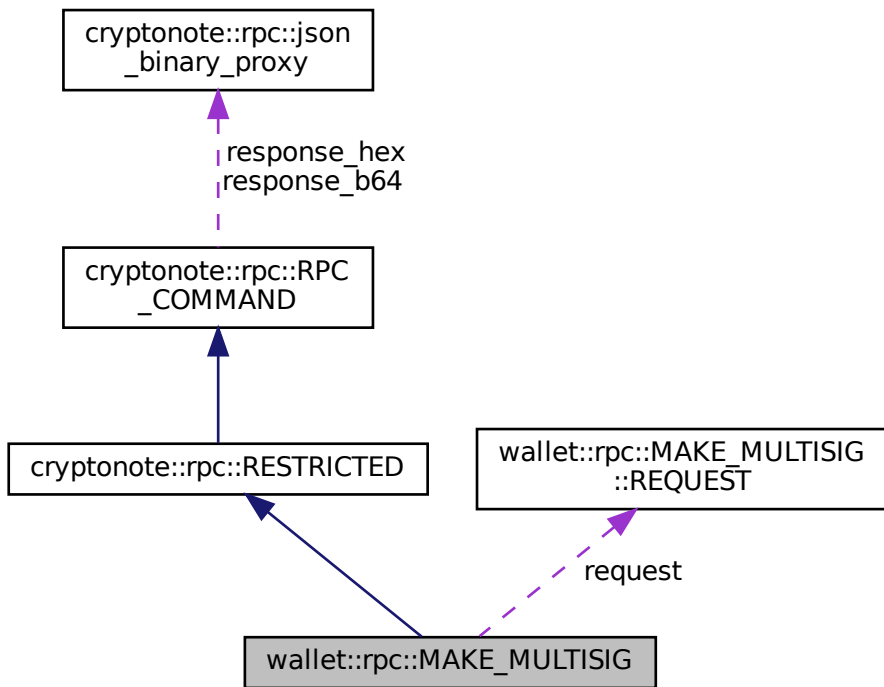 cryptonote::rpc::json
_binary_proxy
response_hex
response_b64
cryptonote::rpc::RPC
_COMMAND
cryptonote::rpc::RESTRICTED
wallet::rpc::MAKE_MULTISIG
::REQUEST
request
wallet::rpc::MAKE_MULTISIG